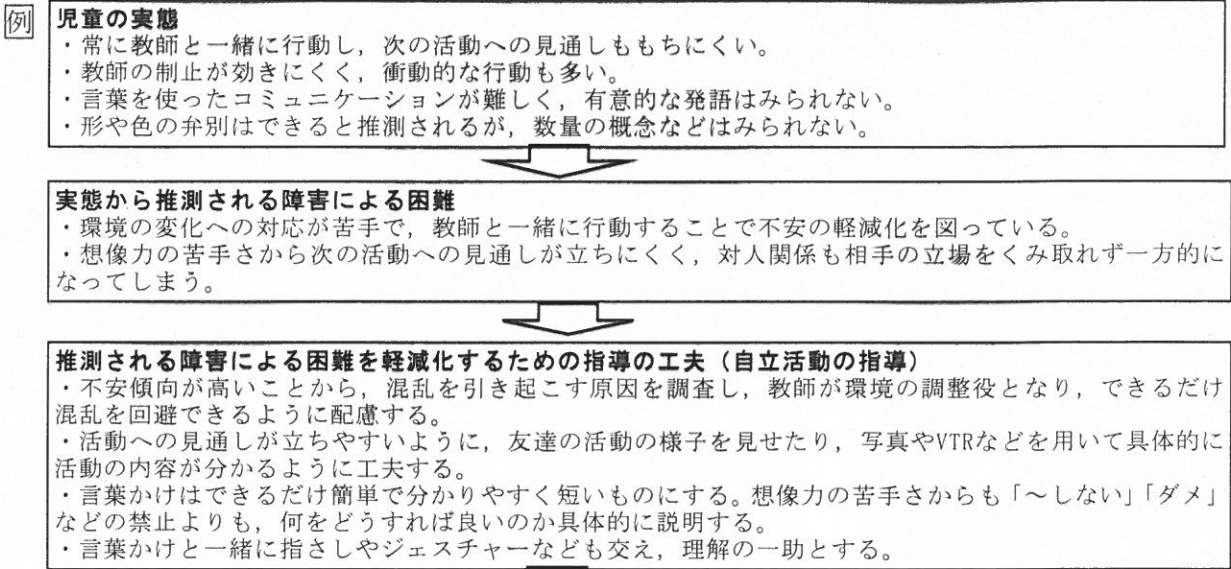 例
児童の実態
・常に教師と一緒に行動し，次の活動への見通しももちにくい。
・教師の制止が効きにくく，衝動的な行動も多い。
・言葉を使ったコミュニケーションが難しく，有意的な発語はみられない。
・形や色の弁別はできると推測されるが，数量の概念などはみられない。
実態から推測される障害による困難
・環境の変化への対応が苦手で，教師と一緒に行動することで不安の軽減化を図っている。
・想像力の苦手さから次の活動への見通しが立ちにくく，対人関係も相手の立場をくみ取れず一方的に
なってしまう。
推測される障害による困難を軽減化するための指導の工夫（自立活動の指導）
・不安傾向が高いことから，混乱を引き起こす原因を調査し，教師が環境の調整役となり，できるだけ
混乱を回避できるように配慮する。
・活動への見通しが立ちやすいように，友達の活動の様子を見せたり，写真やVTRなどを用いて具体的に
活動の内容が分かるように工夫する。
・言葉かけはできるだけ簡単で分かりやすく短いものにする。想像力の苦手さからも「～しない」「ダメ」
などの禁止よりも，何をどうすれば良いのか具体的に説明する。
・言葉かけと一緒に指さしやジェスチャーなども交え，理解の一助とする。